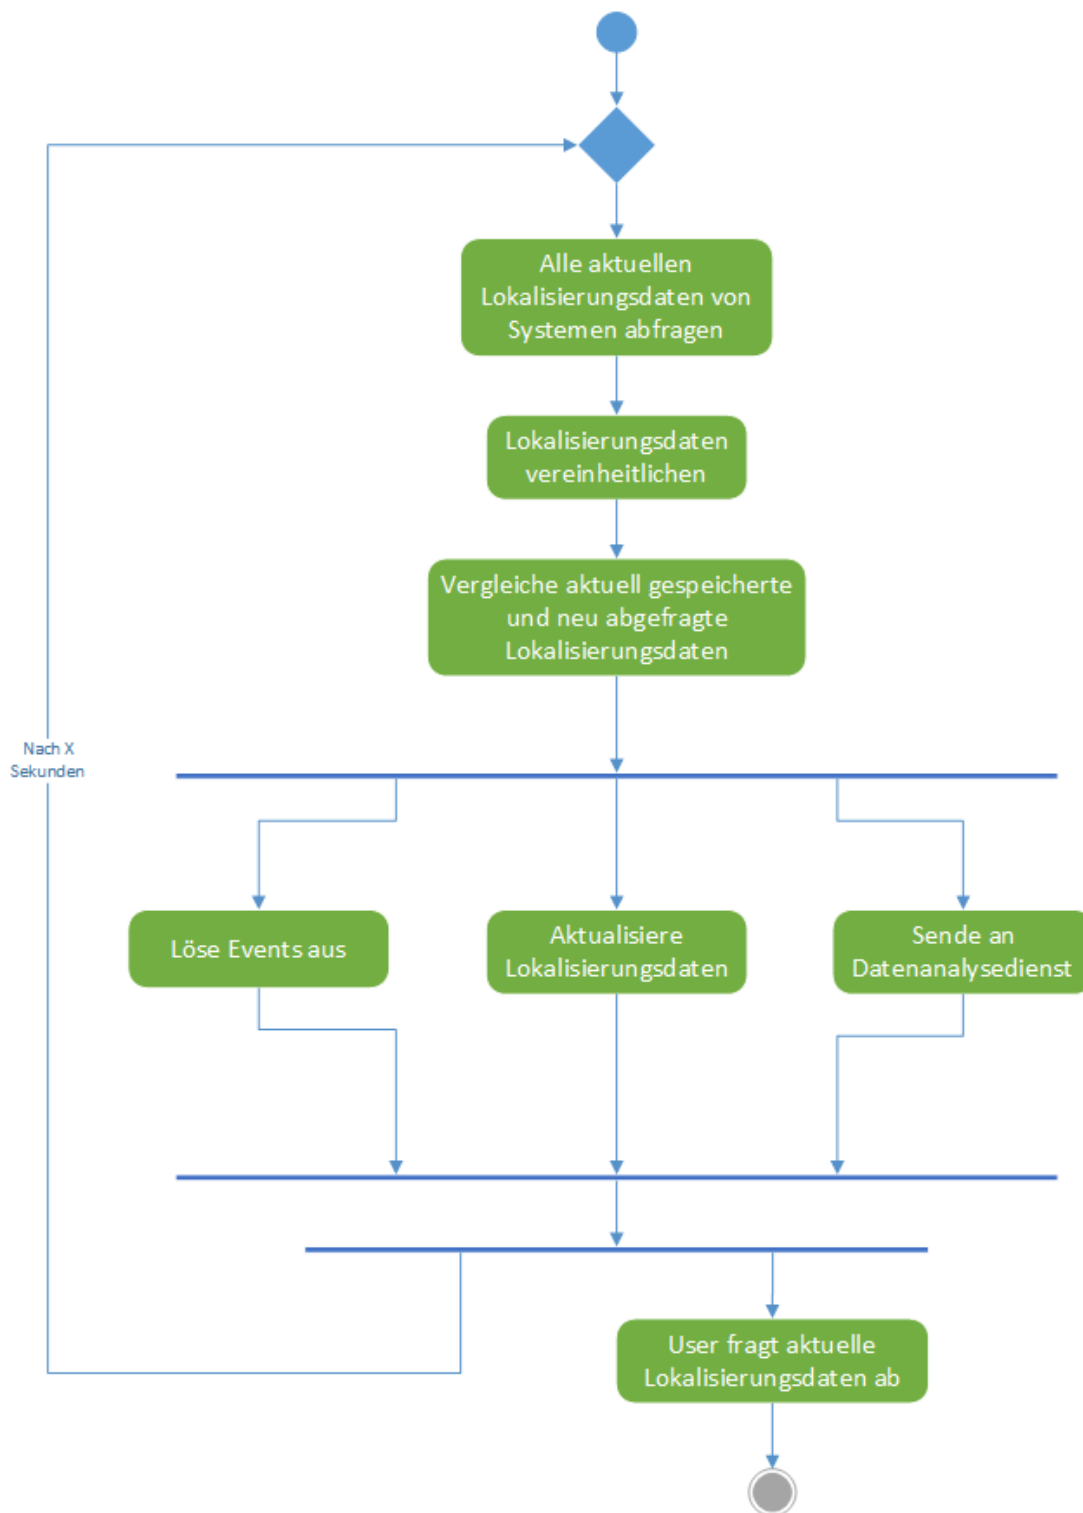 Alle aktuellen
Lokalisierungsdaten von
Systemen abfragen
Lokalisierungsdaten
vereinheitlichen
Vergleiche aktuell gespeicherte
und neu abgefragte
Lokalisierungsdaten
Nach X
Sekunden
Löse Events aus
Aktualisiere
Lokalisierungsdaten
Sende an
Datenanalysedienst
User fragt aktuelle
Lokalisierungsdaten ab